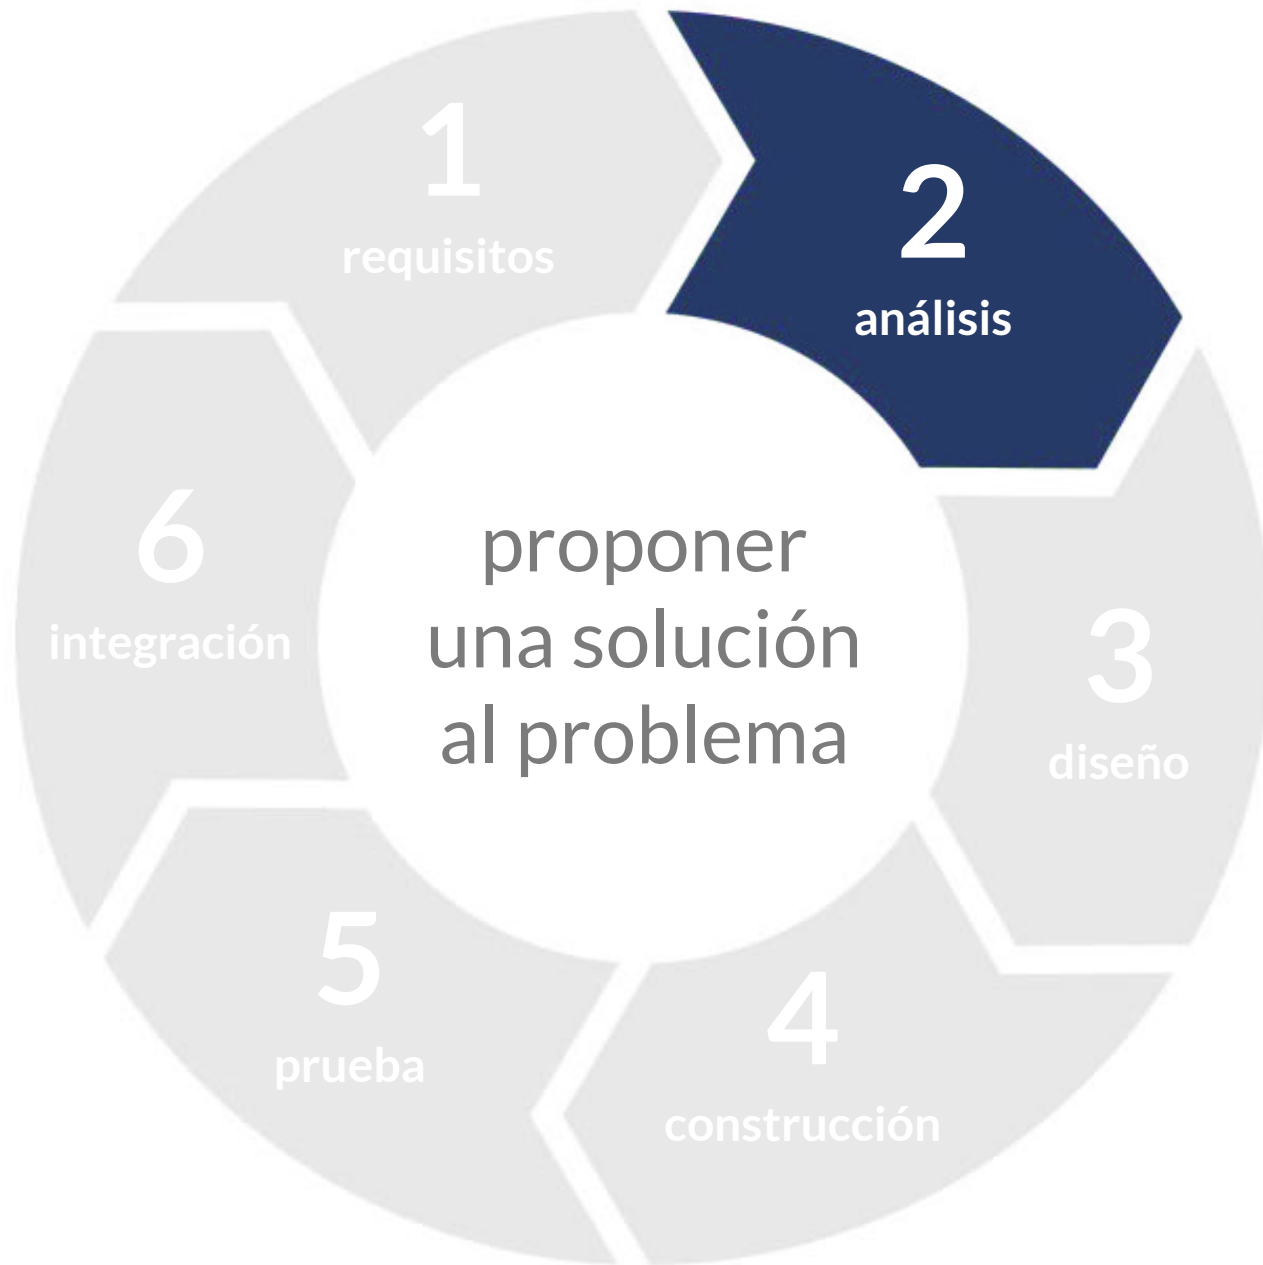 1
requisitos
2
análisis
3
diseño
4
construcción
5
prueba
6
integración
proponer
una solución
al problema